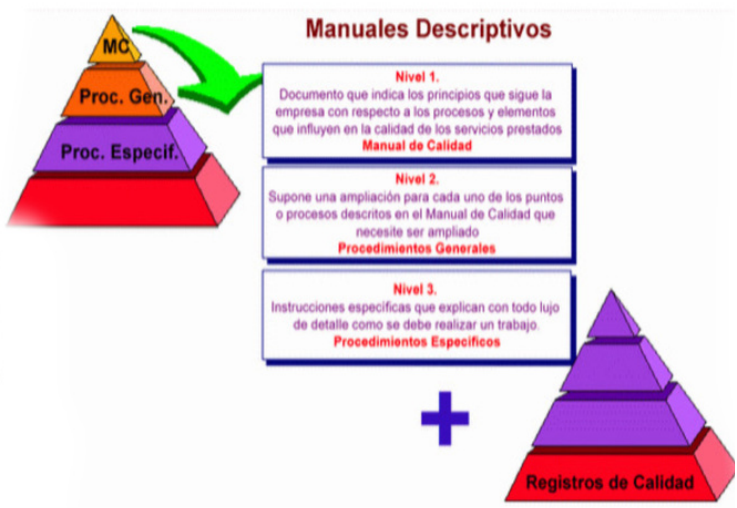 Manuales Descriptivos
MC
Proc. Gen.
Proc. Especif.
Nivel 1.
Documento que indica los principios que sigue la
empresa con respecto a los procesos y elementos
que influyen en la calidad de los servicios prestados
Manual de Calidad
Nivel 2.
Supone una ampliación para cada uno de los puntos
o procesos descritos en el Manual de Calidad que
necesite ser ampliado
Procedimientos Generales
Nivel 3.
Instrucciones específicas que explican con todo lujo
de detalle como se debe realizar un trabajo.
Procedimientos Especificos
+
Registros de Calidad